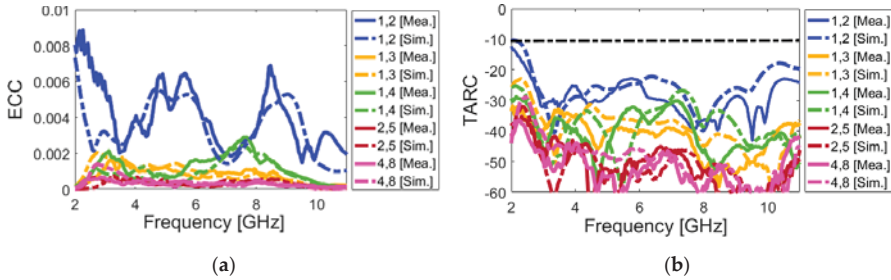 0.01
0.008
0.006
0.004
0.002
0
ECC
2
4
6
8
10
Frequency [GHz]
1,2 [Mea.]
1,2 [Sim.]
1,3 [Mea.]
1,3 [Sim.]
1,4 [Mea.]
1,4 [Sim.]
2,5 [Mea.]
2,5 [Sim.]
4,8 [Mea.]
4,8 [Sim.]
(a)
0
-10
-20
-30
-40
-50
-60
TARC
2
4
6
8
10
Frequency [GHz]
1,2 [Mea.]
1,2 [Sim.]
1,3 [Mea.]
1,3 [Sim.]
1,4 [Mea.]
1,4 [Sim.]
2,5 [Mea.]
2,5 [Sim.]
4,8 [Mea.]
4,8 [Sim.]
(b)